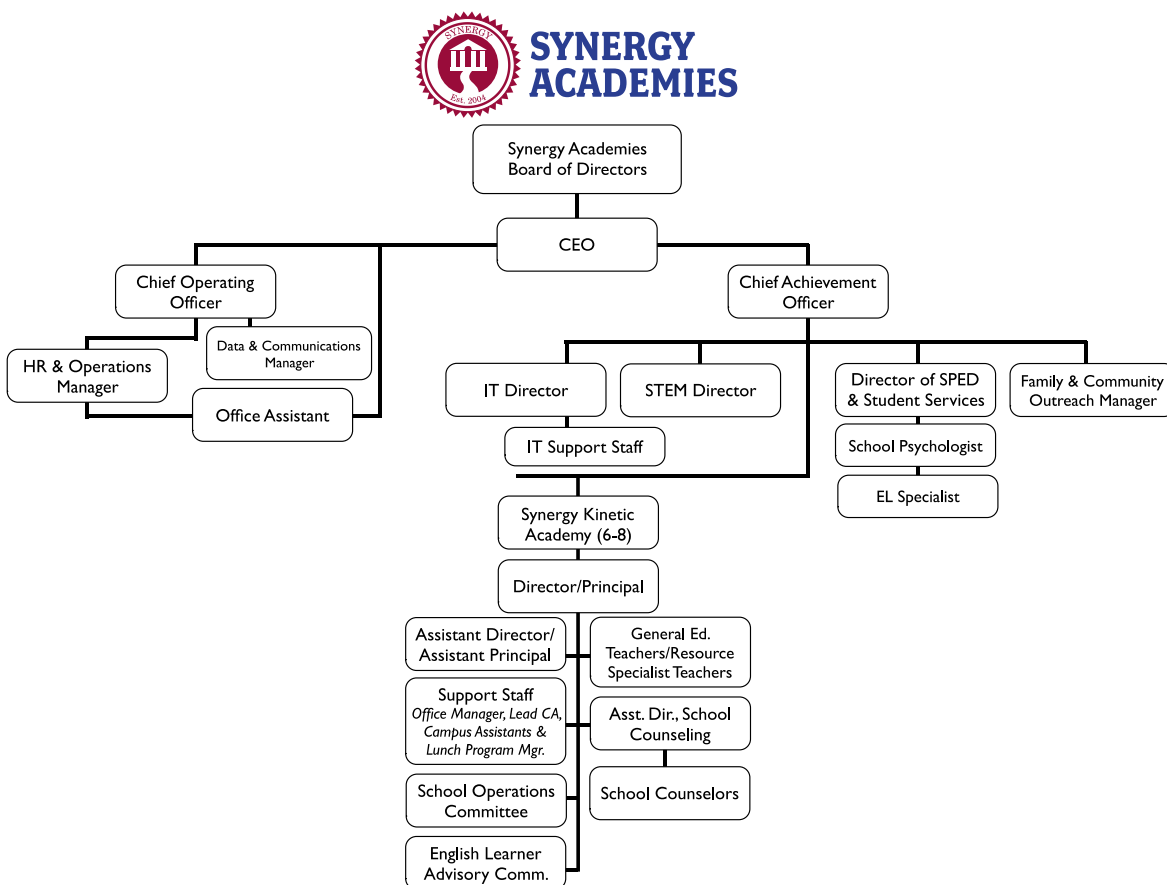 SYNERGY
Est. 2004
SYNERGY
ACADEMIES
Synergy Academies
Board of Directors
CEO
Chief Operating
Officer
Chief Achievement
Officer
HR & Operations
Manager
Data & Communications
Manager
Office Assistant
IT Director
STEM Director
Director of SPED
& Student Services
Family & Community
Outreach Manager
IT Support Staff
School Psychologist
EL Specialist
Synergy Kinetic
Academy (6-8)
Director/Principal
Assistant Director/
Assistant Principal
General Ed.
Teachers/Resource
Specialist Teachers
Support Staff
Office Manager, Lead CA,
Campus Assistants &
Lunch Program Mgr.
Asst. Dir., School
Counseling
School Operations
Committee
School Counselors
English Learner
Advisory Comm.